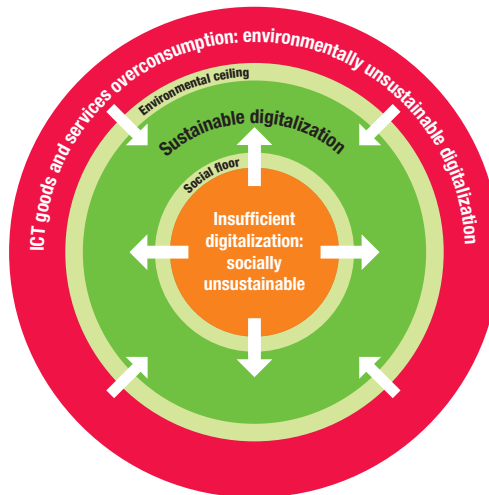 ICT goods and services overconsumption: environmentally unsustainable digitalization
Environmental ceiling
Sustainable digitalization
Social floor
Insufficient
digitalization:
socially
unsustainable